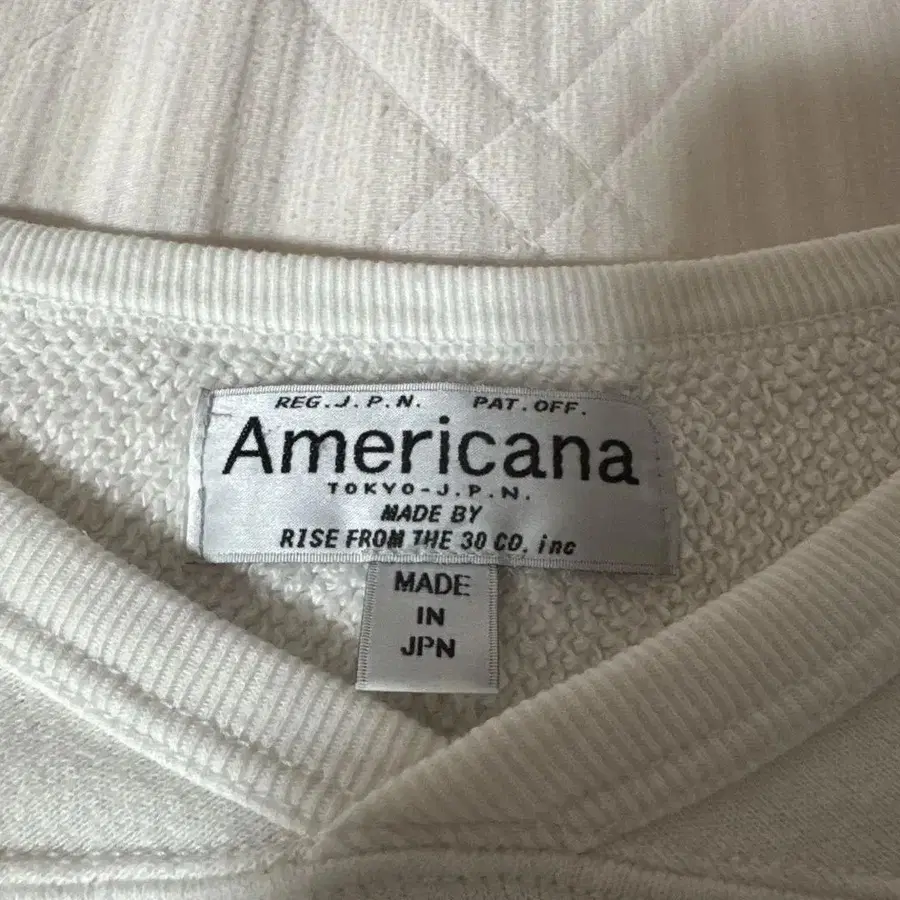 REG.J.P.N. PAT.OFF.
Americana
TOKYO-J.P.N.
MADE BY
RISE FROM THE 30 CO. inc
MADE
IN
JPN